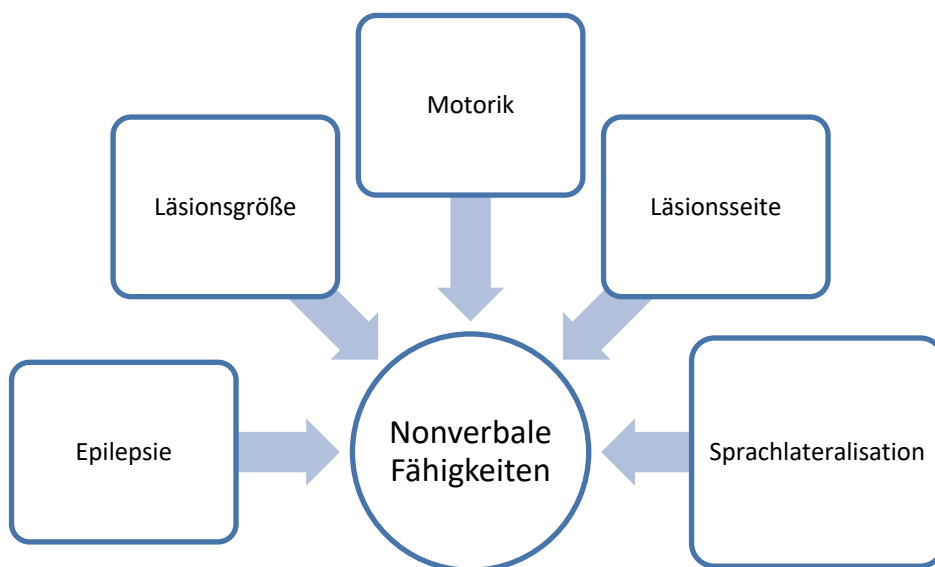 Motorik
Läsionsgröße
Läsionsseite
Epilepsie
Nonverbale
Fähigkeiten
Sprachlateralisation